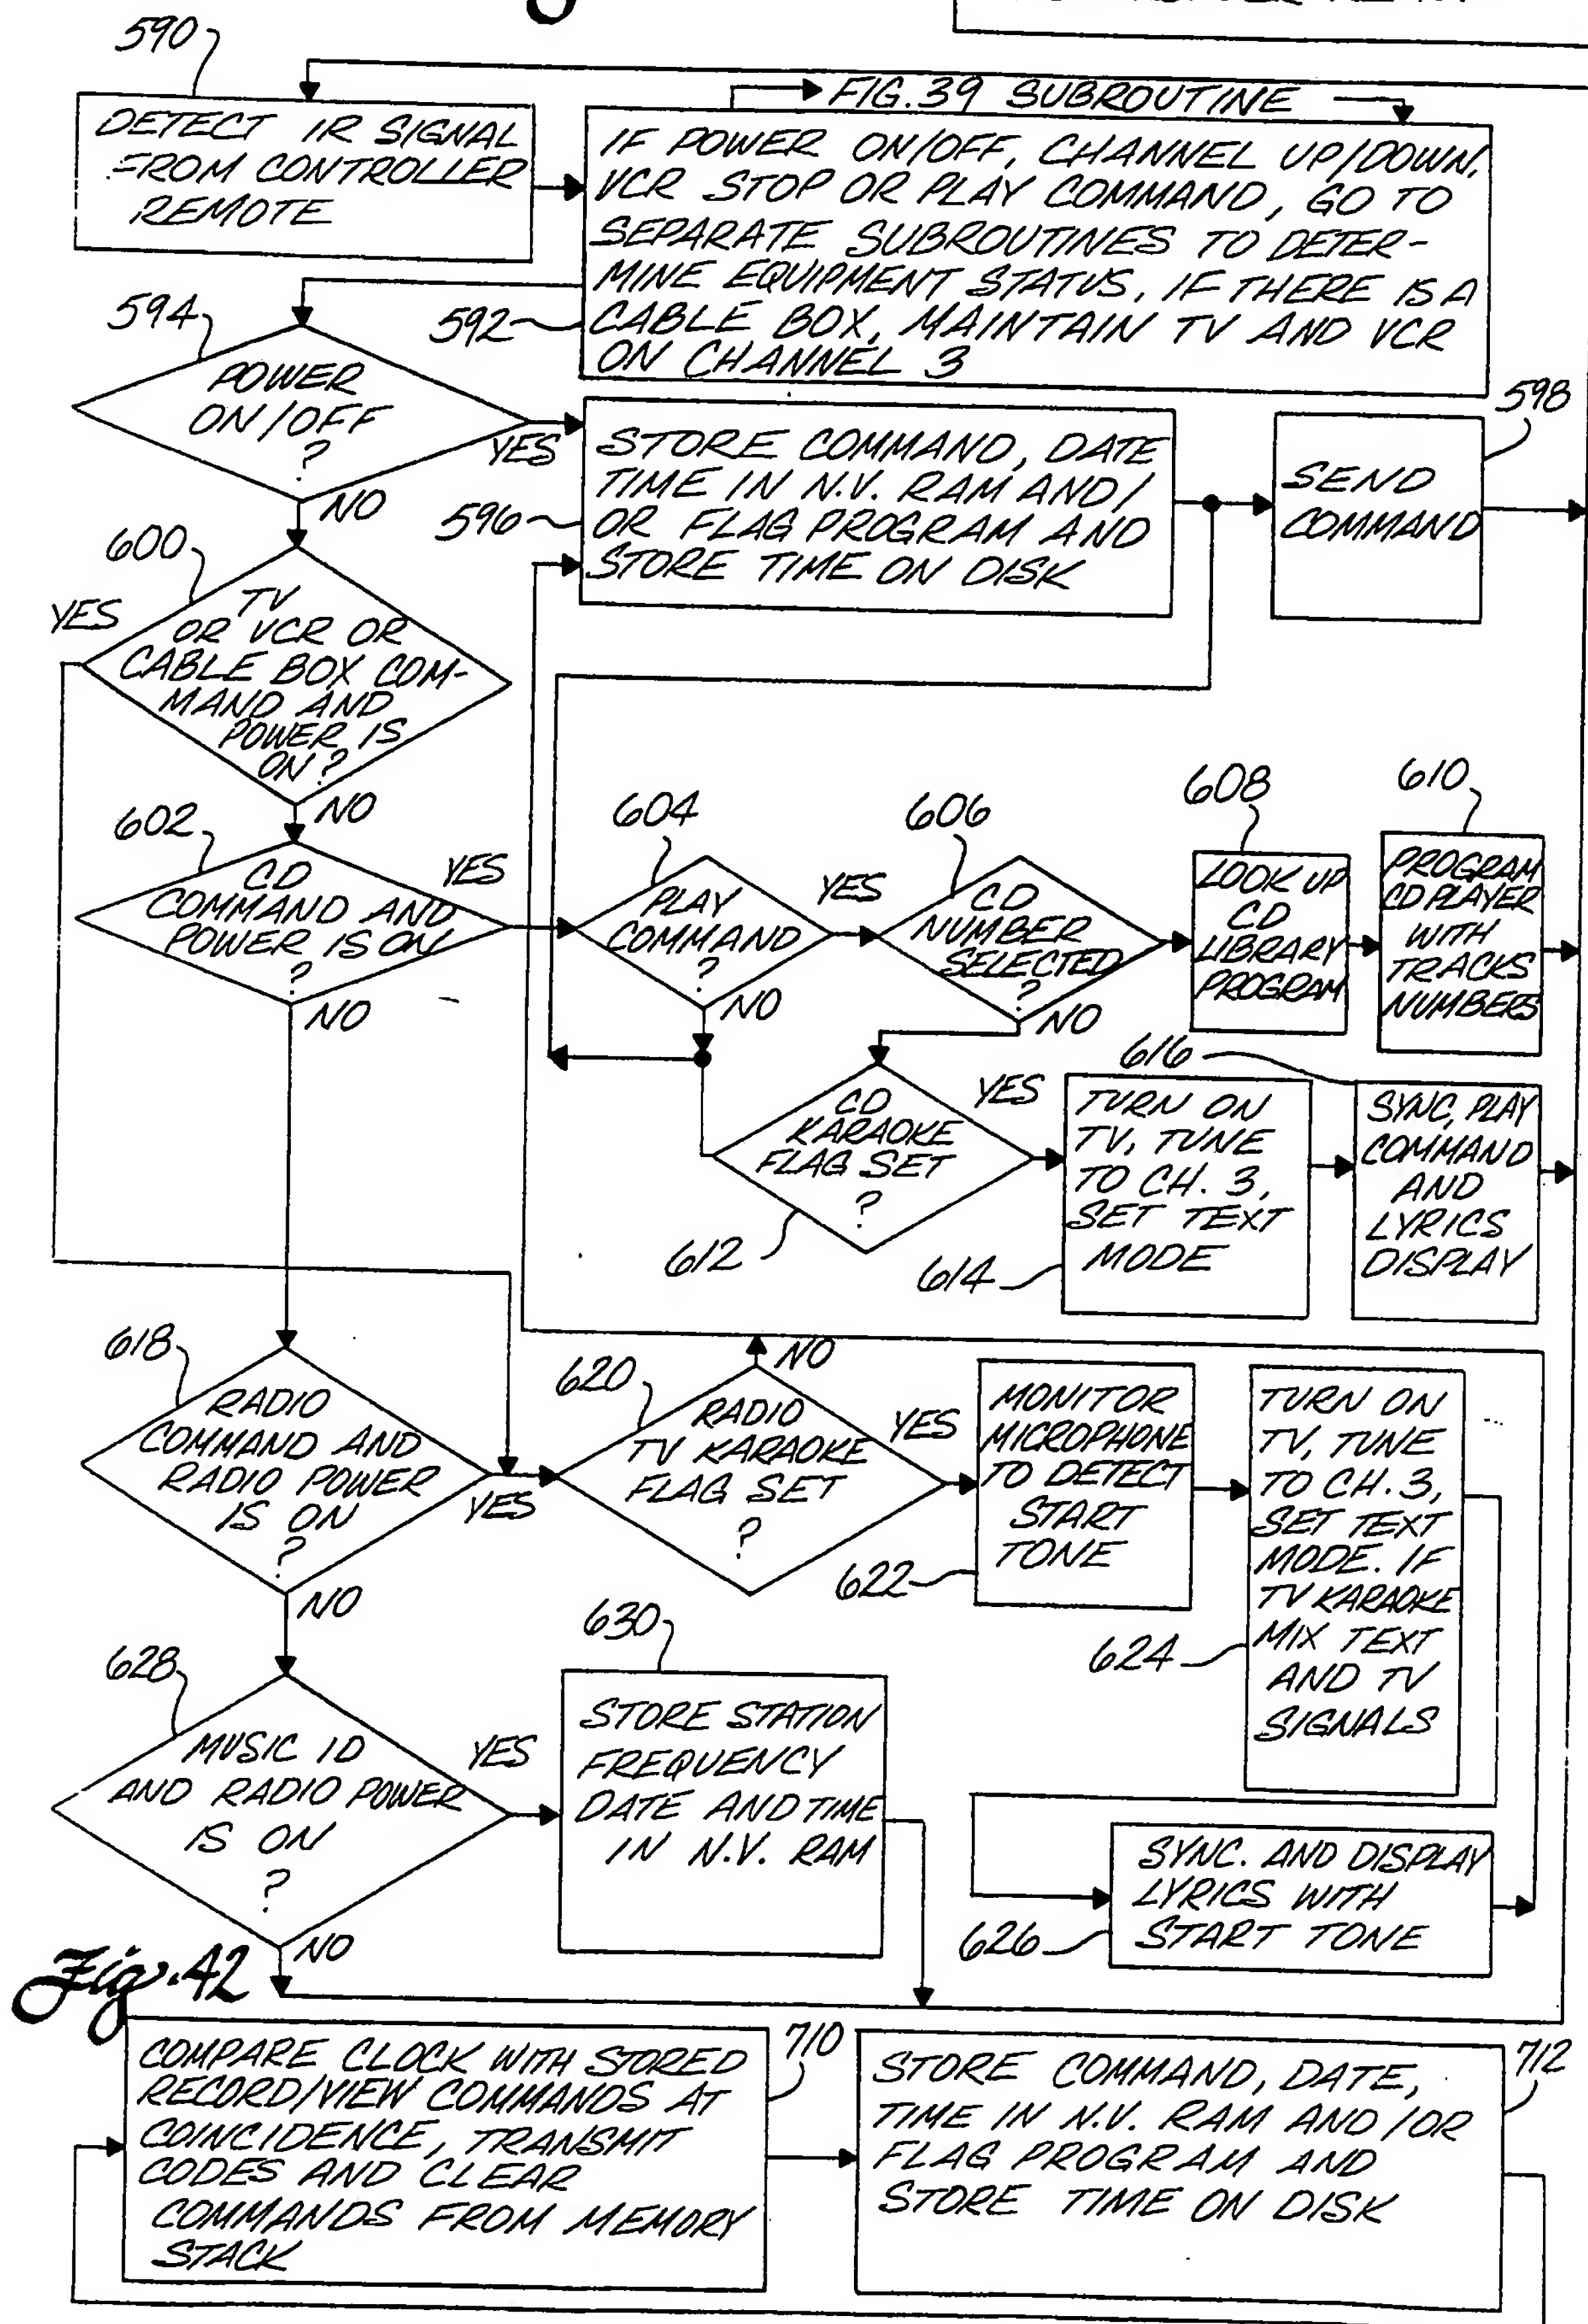 590
DETECT IR SIGNAL
FROM CONTROLLER
REMOTE
FIG. 39 SUBROUTINE
IF POWER ON/OFF, CHANNEL UP/DOWN,
VCR STOP OR PLAY COMMAND, GO TO
SEPARATE SUBROUTINES TO DETER-
MINE EQUIPMENT STATUS. IF THERE IS A
CABLE BOX, MAINTAIN TV AND VCR
ON CHANNEL 3
592
594
POWER
ON/OFF
?
YES
NO
STORE COMMAND, DATE
TIME IN N.V. RAM AND/
OR FLAG PROGRAM AND
STORE TIME ON DISK
596
SEND
COMMAND
598
600
YES
TV
OR VCR OR
CABLE BOX COM-
MAND AND
POWER IS
ON?
NO
602
CD
COMMAND AND
POWER IS ON
?
YES
NO
604
PLAY
COMMAND
?
YES
NO
606
CD
NUMBER
SELECTED
?
NO
608
LOOK UP
CD
LIBRARY
PROGRAM
610
PROGRAM
CD PLAYER
WITH
TRACKS
NUMBERS
CD
KARAOKE
FLAG SET
?
612
YES
TURN ON
TV, TUNE
TO CH. 3,
SET TEXT
MODE
614
616
SYNC, PLAY
COMMAND
AND
LYRICS
DISPLAY
618
RADIO
COMMAND AND
RADIO POWER
IS ON
?
YES
NO
620
NO
RADIO
TV KARAOKE
FLAG SET
?
YES
MONITOR
MICROPHONE
TO DETECT
START
TONE
622
TURN ON
TV, TUNE
TO CH. 3,
SET TEXT
MODE. IF
TV KARAOKE
MIX TEXT
AND TV
SIGNALS
624
628
MUSIC ID
AND RADIO POWER
IS ON
?
YES
NO
630
STORE STATION
FREQUENCY
DATE AND TIME
IN N.V. RAM
SYNC. AND DISPLAY
LYRICS WITH
START TONE
626
Fig. 42
COMPARE CLOCK WITH STORED
RECORD/VIEW COMMANDS AT
COINCIDENCE, TRANSMIT
CODES AND CLEAR
COMMANDS FROM MEMORY
STACK
710
STORE COMMAND, DATE,
TIME IN N.V. RAM AND/OR
FLAG PROGRAM AND
STORE TIME ON DISK
712